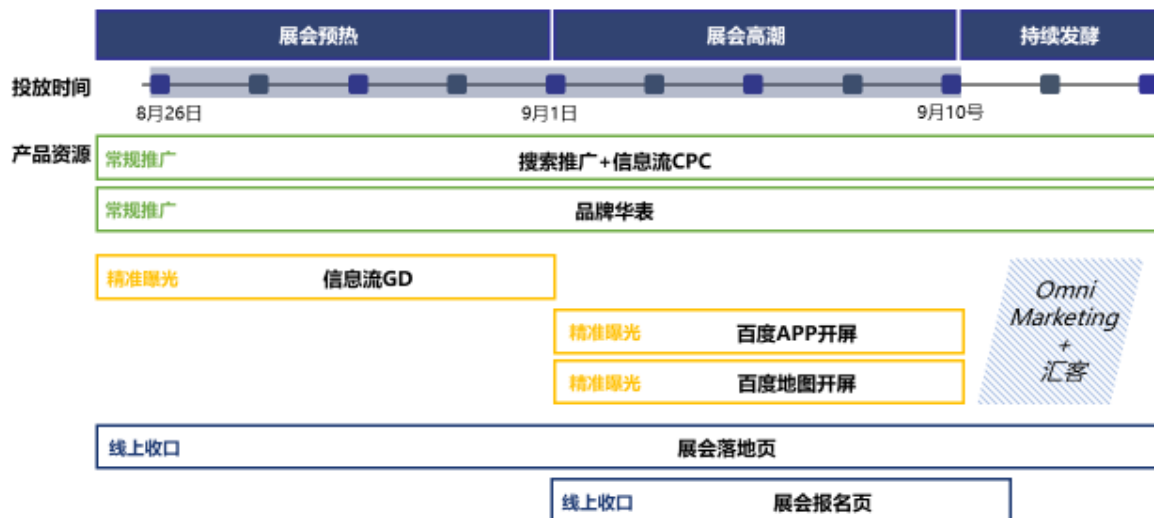 展会预热
展会高潮
持续发酵
投放时间
8月26日
9月1日
9月10号
产品资源
常规推广
搜索推广+信息流CPC
常规推广
品牌华表
精准曝光
信息流GD
精准曝光
百度APP开屏
精准曝光
百度地图开屏
Omni
Marketing
+
汇客
线上收口
展会落地页
线上收口
展会报名页